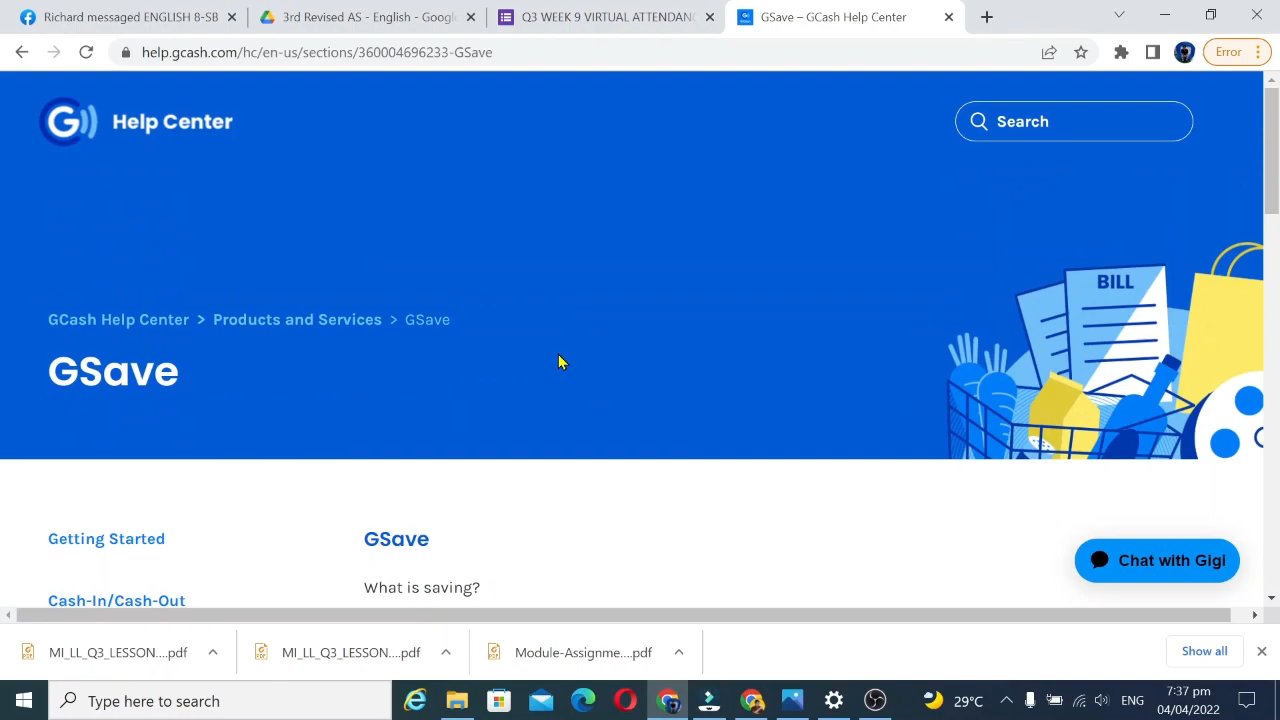 Richard messaged ENGLISH 8-SB
3rd Revised AS - English - Google
Q3 WEEK 9 VIRTUAL ATTENDANC
GSave – GCash Help Center
help.gcash.com/hc/en-us/sections/360004696233-GSave
Error
G Help Center
Search
BILL
GCash Help Center > Products and Services > GSave
GSave
Getting Started
GSave
What is saving?
Cash-In/Cash-Out
Chat with Gigi
MI_LL_Q3_LESSON....pdf
MI_LL_Q3_LESSON....pdf
Module-Assignme....pdf
Show all
Type here to search
29°C
ENG
7:37 pm
04/04/2022